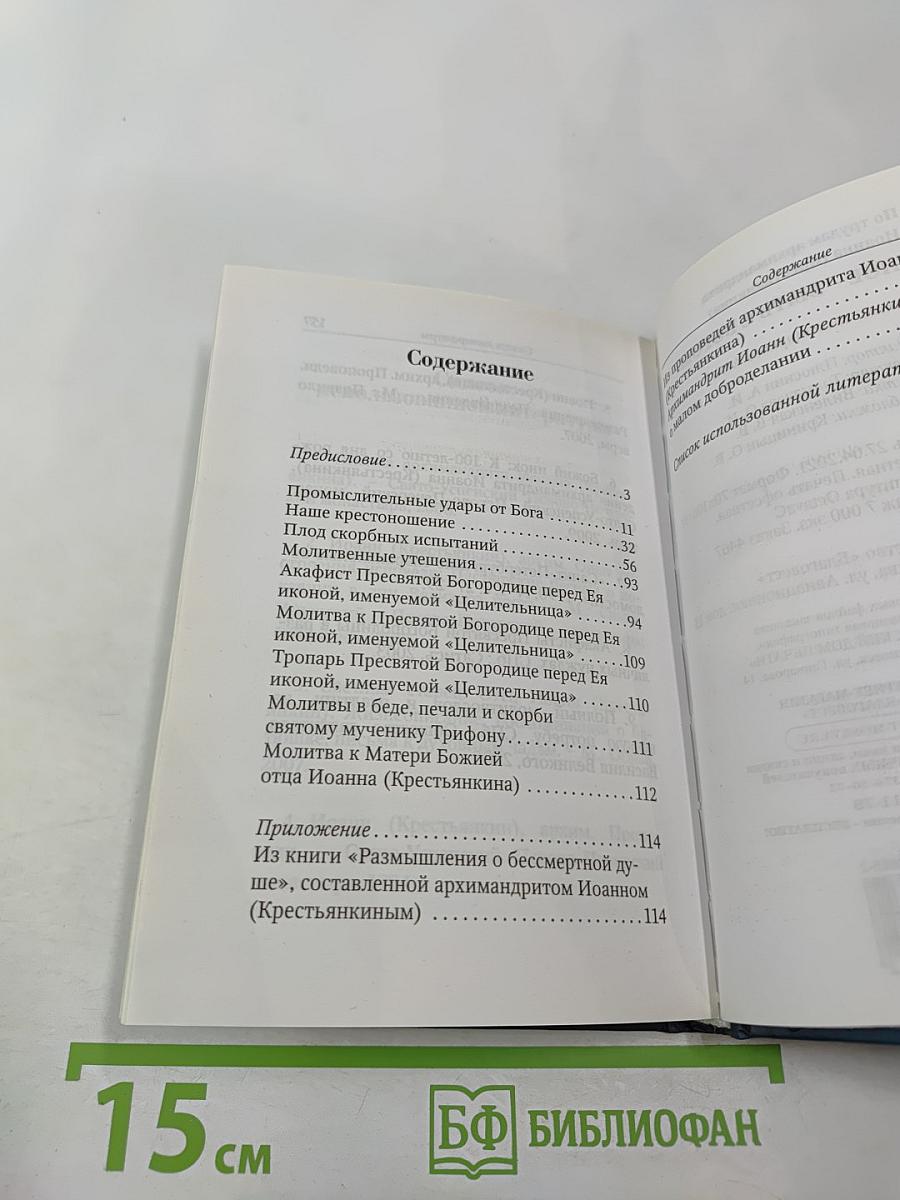 Содержание
Предисловие . . . . . . . . . . . . . . . . . . . . . . . . . . . . 3
Промыслительные удары от Бога . . . . . . . . . 11
Наше крестоношение . . . . . . . . . . . . . . . . . . . . 32
Плод скорбных испытаний . . . . . . . . . . . . . . . 56
Молитвенные утешения . . . . . . . . . . . . . . . . . . 93
Акафист Пресвятой Богородице перед Ея
иконой, именуемой «Целительница» . . . . . . . 94
Молитва к Пресвятой Богородице перед Ея
иконой, именуемой «Целительница» . . . . . . 109
Тропарь Пресвятой Богородице перед Ея
иконой, именуемой «Целительница» . . . . . . 110
Молитвы в беде, печали и скорби
святому мученику Трифону . . . . . . . . . . . . . . 111
Молитва к Матери Божией
отца Иоанна (Крестьянкина) . . . . . . . . . . . . . 112
Приложение . . . . . . . . . . . . . . . . . . . . . . . . . . . 114
Из книги «Размышления о бессмертной ду-
ше», составленной архимандритом Иоанном
(Крестьянкиным) . . . . . . . . . . . . . . . . . . . . . . 114
Содержание
Из проповедей архимандрита
(Крестьянкина) . . . . . . . . . . .
Архимандрит Иоанн
о малом доброделании . . . . . . . .
Список использованной
15 см
БФ БИБЛИОФАН